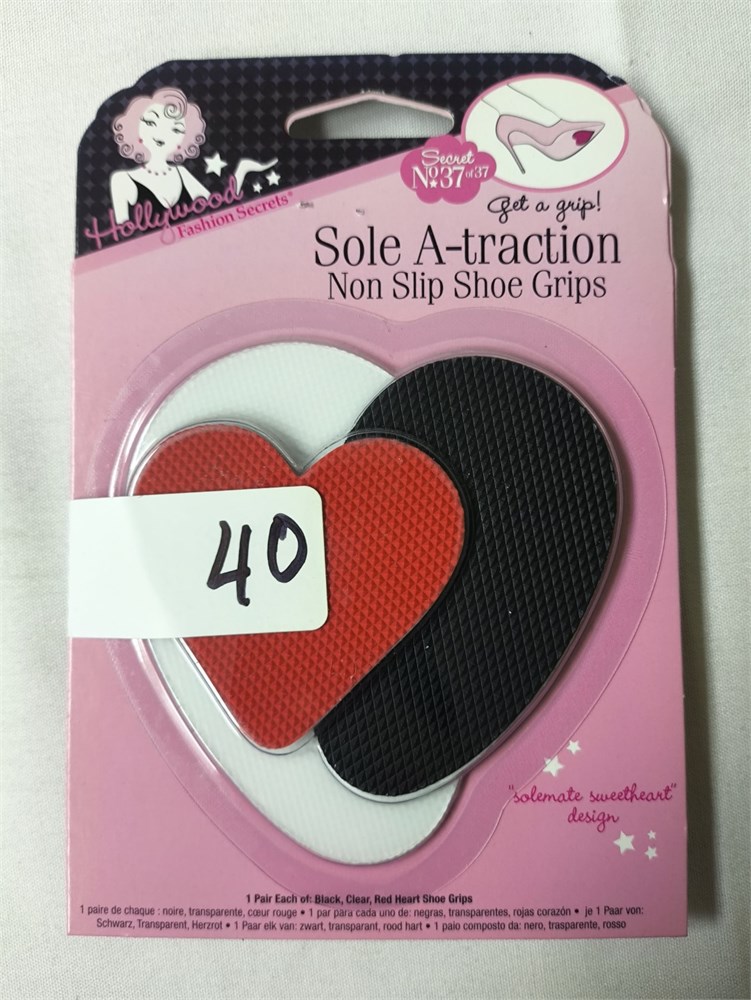 Hollywood
Fashion Secrets®
Secret
No 37 of 37
get a grip!
Sole A-traction
Non Slip Shoe Grips
40
"solemate sweetheart"
design
1 Pair Each of: Black, Clear, Red Heart Shoe Grips
1 paire de chaque : noire, transparente, cœur rouge • 1 par para cada uno de: negras, transparentes, rojas corazón • je 1 Paar von:
Schwarz, Transparent, Herzrot • 1 Paar elk van: zwart, transparant, rood hart • 1 paio composto da: nero, trasparente, rosso